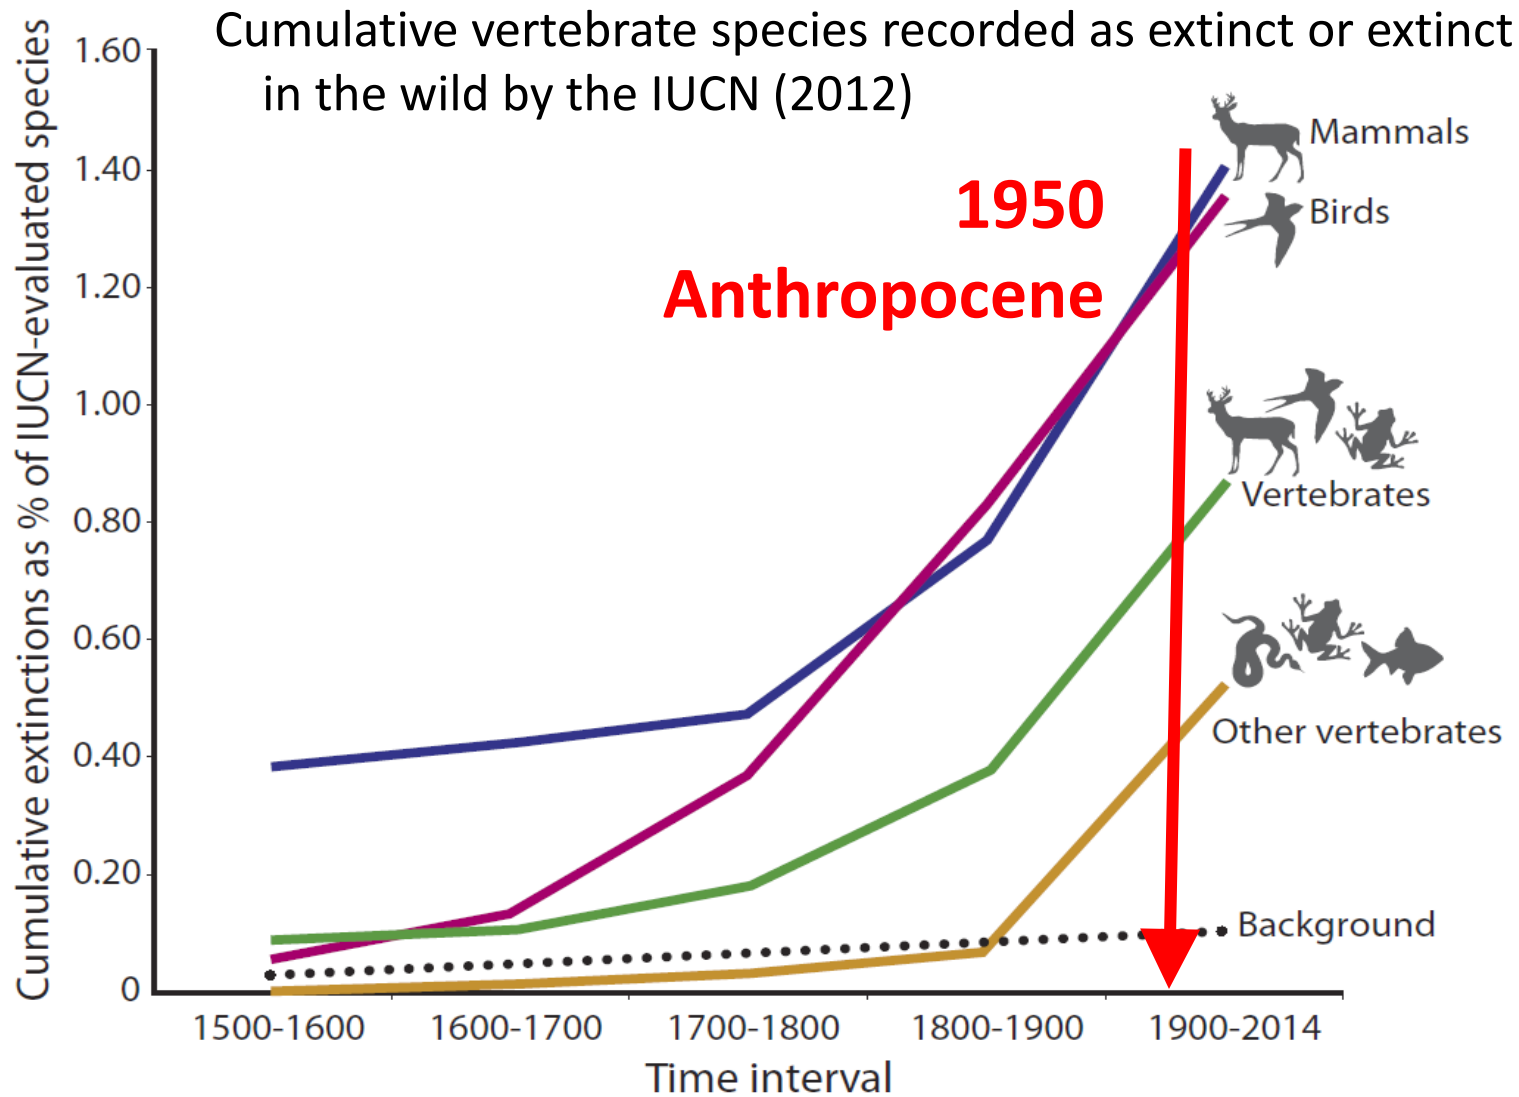 Cumulative vertebrate species recorded as extinct or extinct
in the wild by the IUCN (2012)
Cumulative extinctions as % of IUCN-evaluated species
1.60
1.40
1.20
1.00
0.80
0.60
0.40
0.20
0
1950
Anthropocene
Mammals
Birds
Vertebrates
Other vertebrates
Background
1500-1600
1600-1700
1700-1800
1800-1900
1900-2014
Time interval